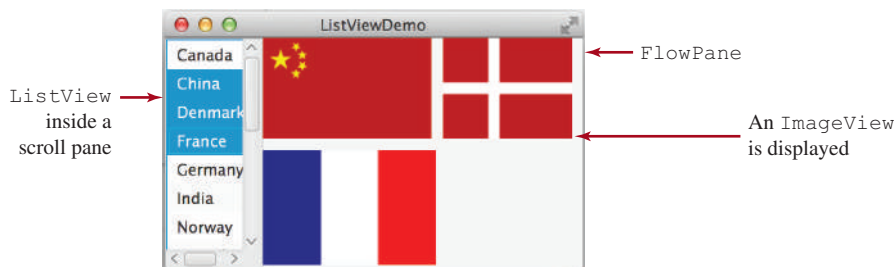 ListViewDemo
Canada
China
Denmark
France
Germany
India
Norway
ListView
inside a
scroll pane
FlowPane
An ImageView
is displayed